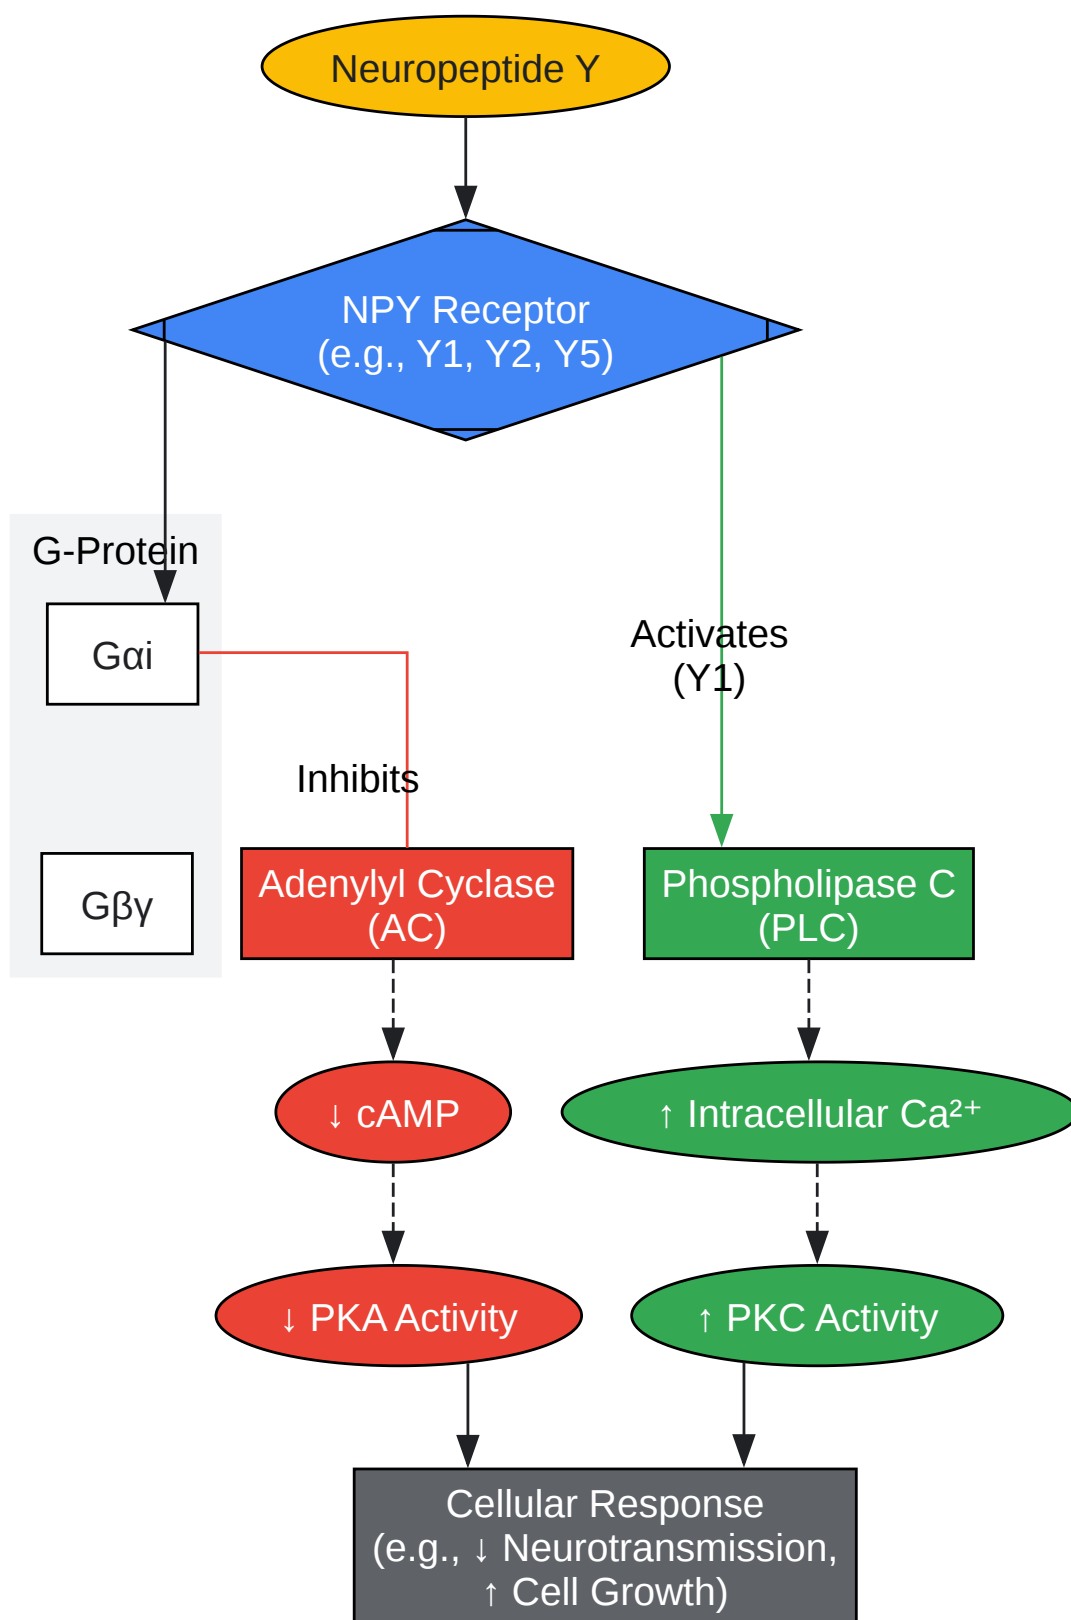 Neuropeptide Y
NPY Receptor
(e.g., Y1, Y2, Y5)
G-Protein
Gαi
Activates
(Y1)
Inhibits
Gβγ
Adenylyl Cyclase
(AC)
Phospholipase C
(PLC)
↓ cAMP
↑ Intracellular Ca²⁺
↓ PKA Activity
↑ PKC Activity
Cellular Response
(e.g., ↓ Neurotransmission,
↑ Cell Growth)